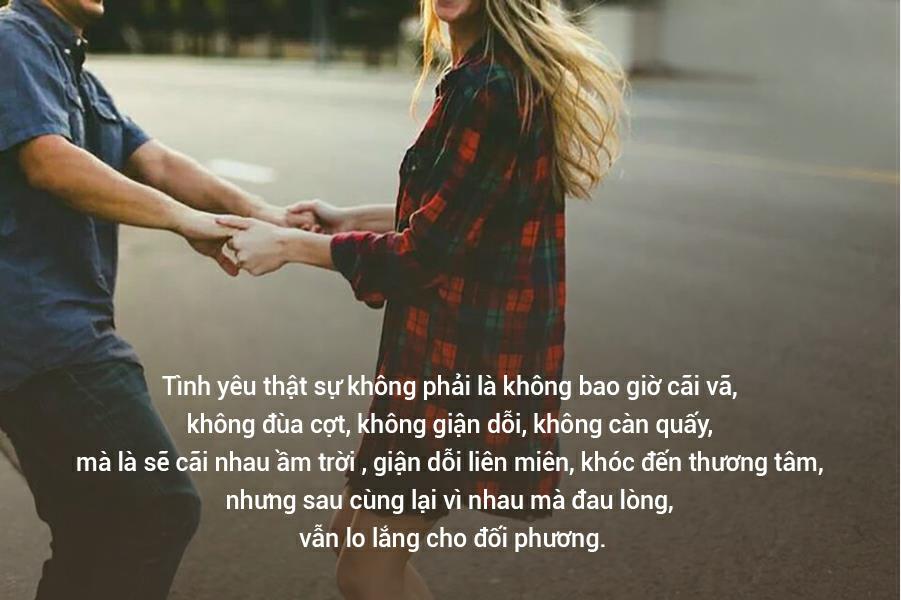 Tình yêu thật sự không phải là không bao giờ cãi vã,
không đùa cợt, không giận dỗi, không càn quấy,
mà là sẽ cãi nhau ầm trời , giận dỗi liên miên, khóc đến thương tâm,
nhưng sau cùng lại vì nhau mà đau lòng,
vẫn lo lắng cho đối phương.